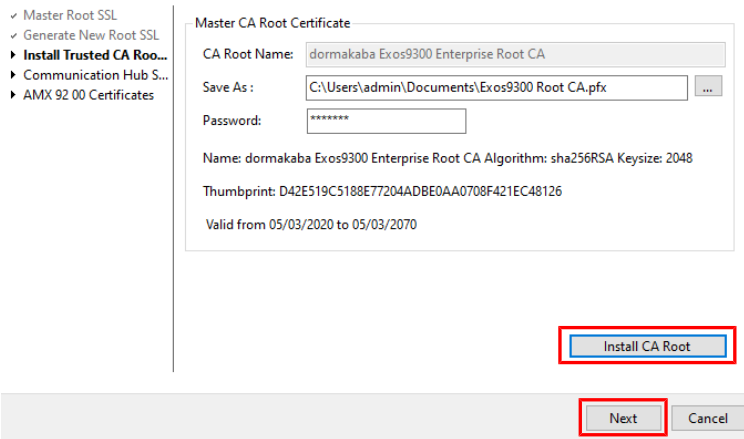 Master Root SSL
Generate New Root SSL
Install Trusted CA Roo...
Communication Hub S...
AMX 92 00 Certificates
Master CA Root Certificate
CA Root Name: dormakaba Exos9300 Enterprise Root CA
Save As : C:\Users\admin\Documents\Exos9300 Root CA.pfx ...
Password: *******
Name: dormakaba Exos9300 Enterprise Root CA Algorithm: sha256RSA Keysize: 2048
Thumbprint: D42E519C5188E77204ADBE0AA0708F421EC48126
Valid from 05/03/2020 to 05/03/2070
Install CA Root
Next Cancel